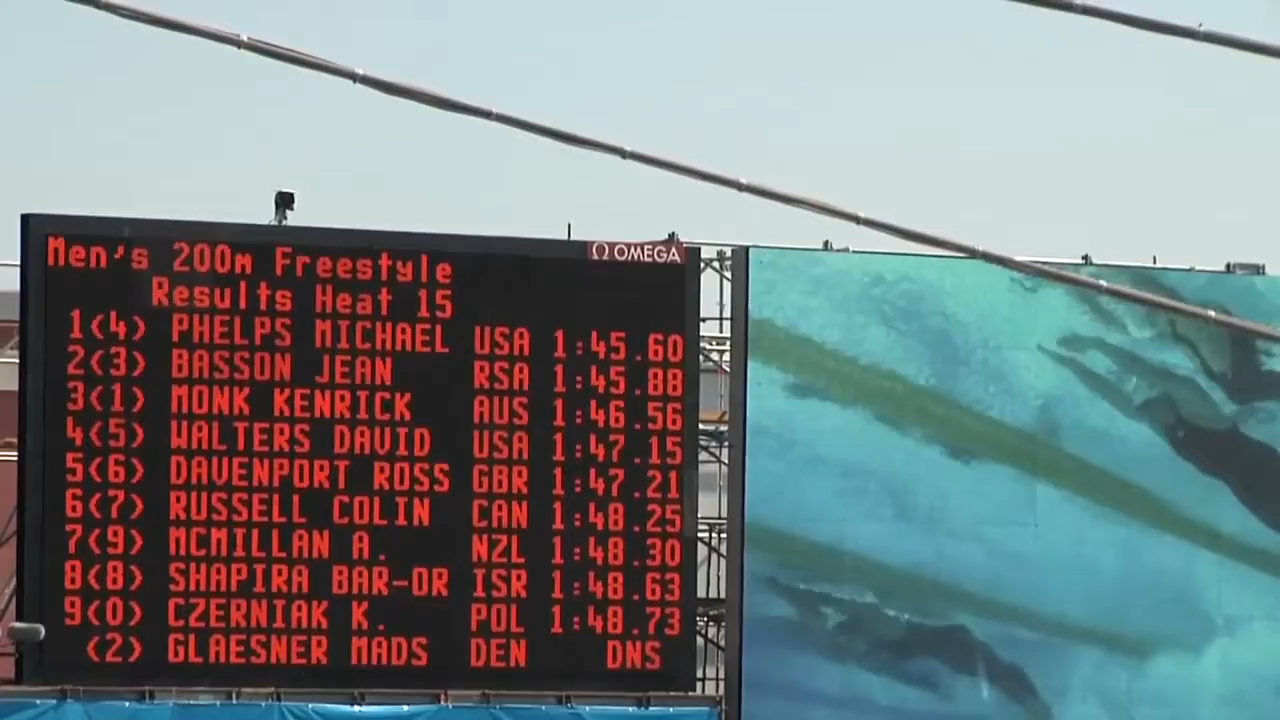 Men's 200m Freestyle
Ω OMEGA
Results Heat 15
1(4) PHELPS MICHAEL USA 1:45.60
2(3) BASSON JEAN RSA 1:45.88
3(1) MONK KENRICK AUS 1:46.56
4(5) WALTERS DAVID USA 1:47.15
5(6) DAVENPORT ROSS GBR 1:47.21
6(7) RUSSELL COLIN CAN 1:48.25
7(9) MCMILLAN A. NZL 1:48.30
8(8) SHAPIRA BAR-OR ISR 1:48.63
9(0) CZERNIAK K. POL 1:48.73
(2) GLAESNER MADS DEN DNS